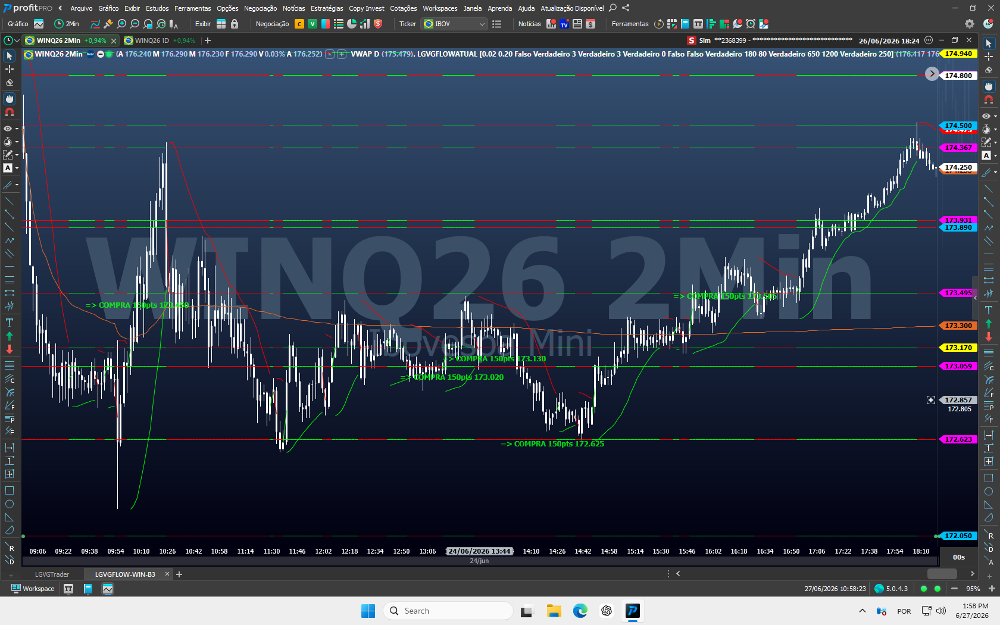 profitPRO Arquivo Gráfico Exibir Estudos Ferramentas Opções Negociação Notícias Estratégias Copy Invest Cotações Workspaces Janela Aprenda Ajuda Atualização Disponível
Gráfico 2Min Exibir Negociação C V Ticker IBOV Notícias TV Ferramentas
WINQ26 2Min +0,94% WINQ26 1D +0,94% S Sim **2368399 - **************************** 26/06/2026 18:24
WINQ26 2Min (A 176.240 M 176.290 M 176.230 F 176.290 V 0,03% A 176.252) VWAP D (175.479), LGVGFLOWATUAL [0.02 0.20 Falso Verdadeiro 3 Verdadeiro 3 Verdadeiro 0 Falso Falso Verdadeiro 180 80 Verdadeiro 650 1200 Verdadeiro 250] (176.417 176
174.940
174.800
174.500
174.367
174.250
173.931
173.890
WINQ26 2Min
Ibovespa Mini
173.495
=> COMPRA 150pts
=> COMPRA 150pts 173.450
173.300
173.170
=> COMPRA 150pts 173.130
173.059
=> COMPRA 150pts 173.020
172.857
172.805
172.623
=> COMPRA 150pts 172.625
172.050
09:06 09:22 09:38 09:54 10:10 10:26 10:42 10:58 11:14 11:30 11:46 12:02 12:18 12:34 12:50 13:06 24/06/2026 13:44 14:10 14:26 14:42 14:58 15:14 15:30 15:46 16:02 16:18 16:34 16:50 17:06 17:22 17:38 17:54 18:10
24/jun
00s
LGVGTrader LGVGFLOW-WIN-B3
Workspace 27/06/2026 10:58:23 5.0.4.3 95%
Search
POR
1:58 PM
6/27/2026